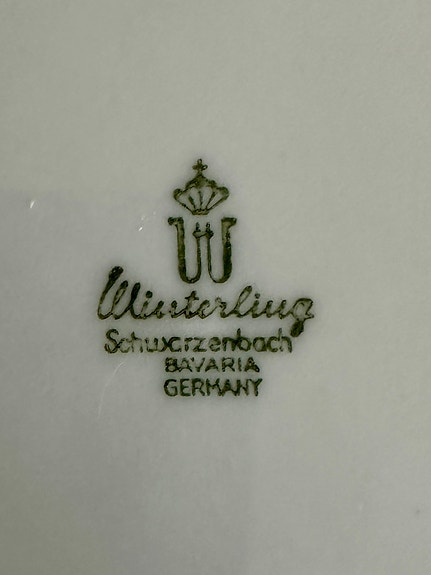 W
Winterling
Schwarzenbach
BAVARIA
GERMANY